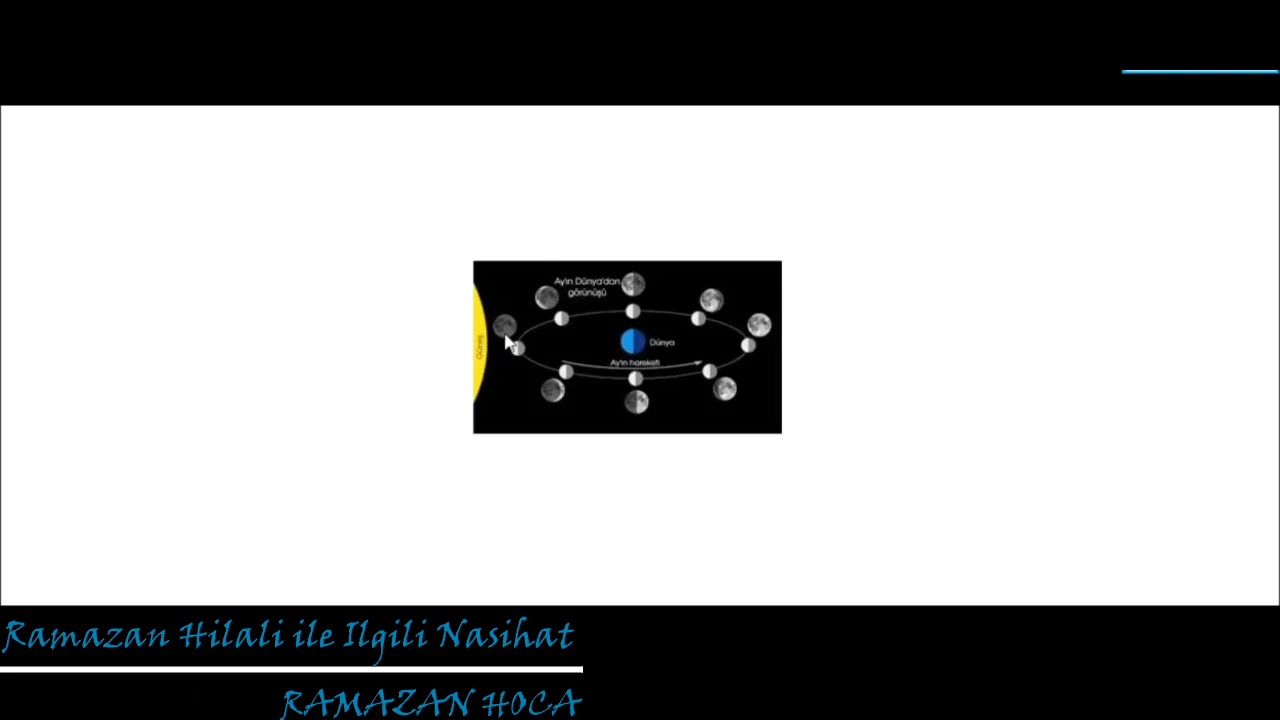 Ay'ın Dünya'dan
görünüşü
Güneş
Dünya
Ay'ın hareketi
Ramazan Hilali ile Ilgili Nasihat
RAMAZAN HOCA